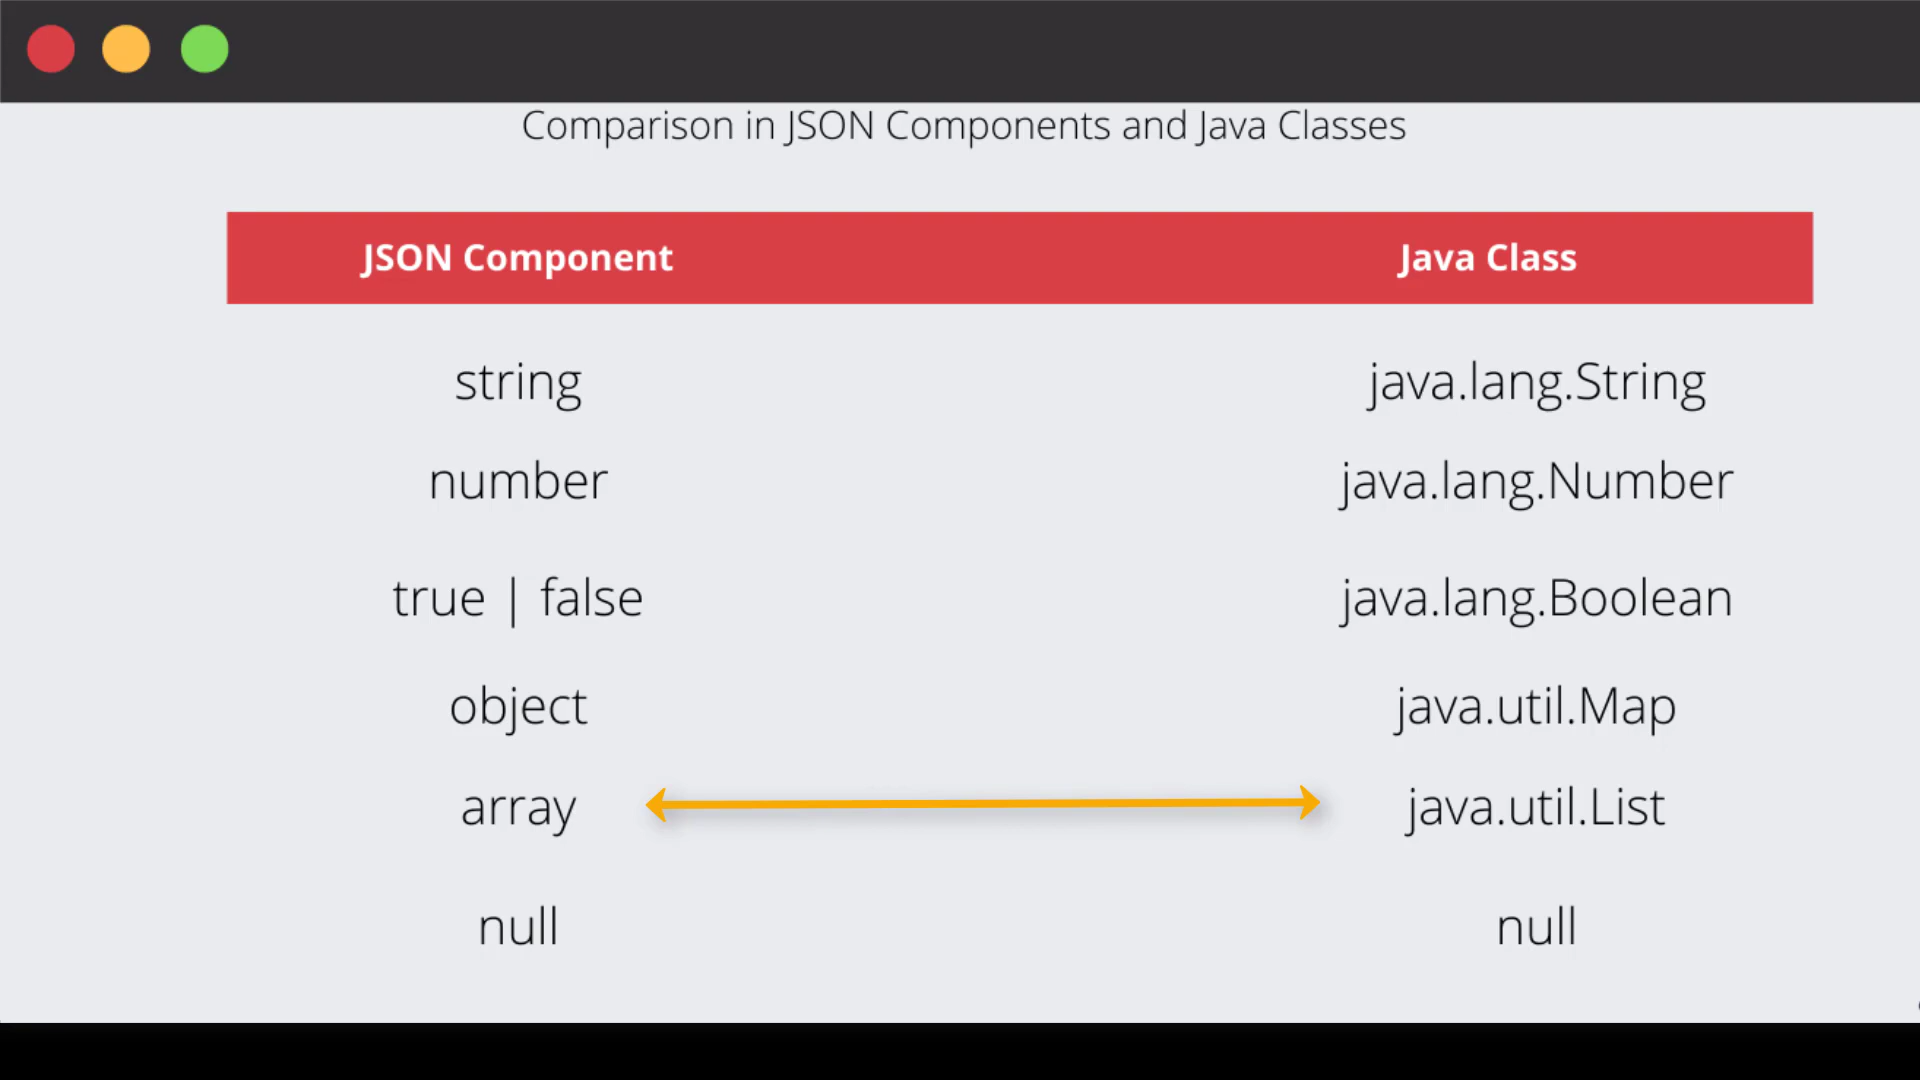 Comparison in JSON Components and Java Classes
JSON Component Java Class
string java.lang.String
number java.lang.Number
true | false java.lang.Boolean
object java.util.Map
array java.util.List
null null